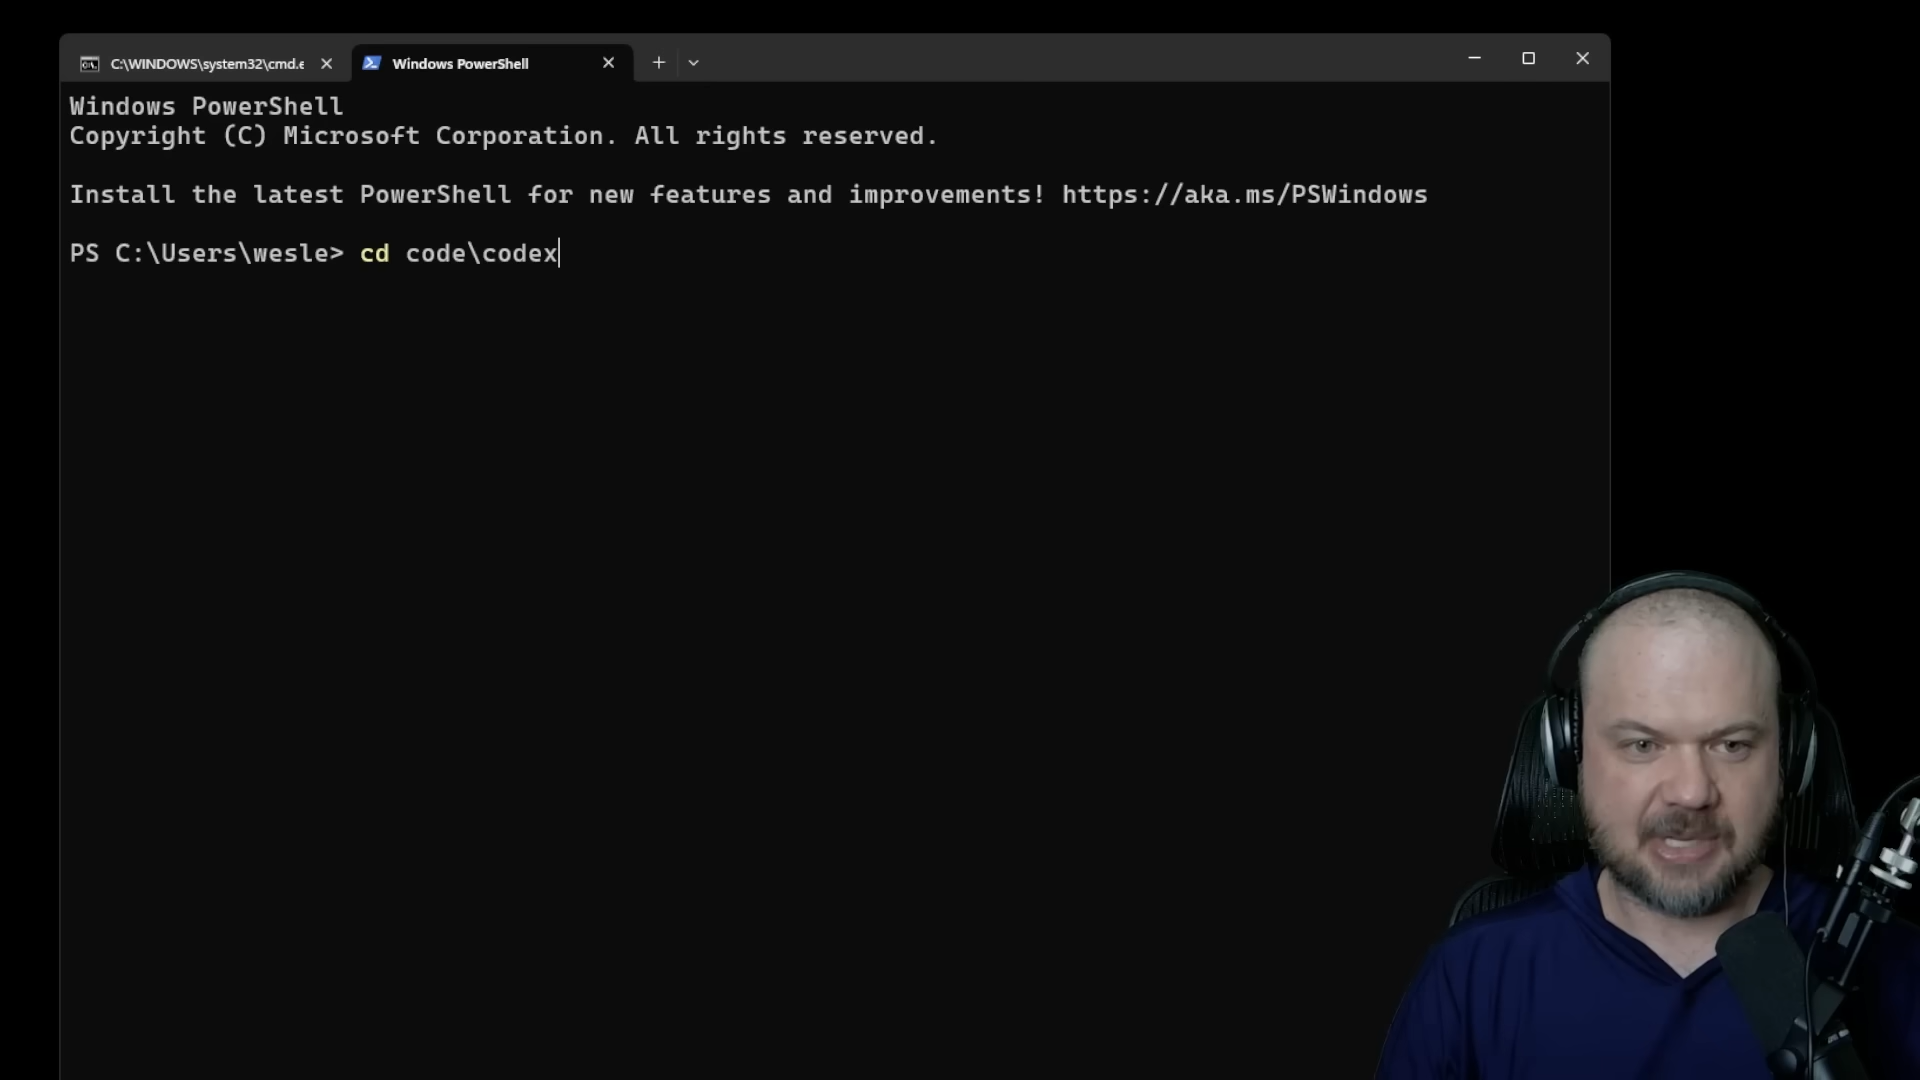 C:\WINDOWS\system32\cmd.e
Windows PowerShell
Windows PowerShell
Copyright (C) Microsoft Corporation. All rights reserved.
Install the latest PowerShell for new features and improvements! https://aka.ms/PSWindows
PS C:\Users\wesle> cd code\codex